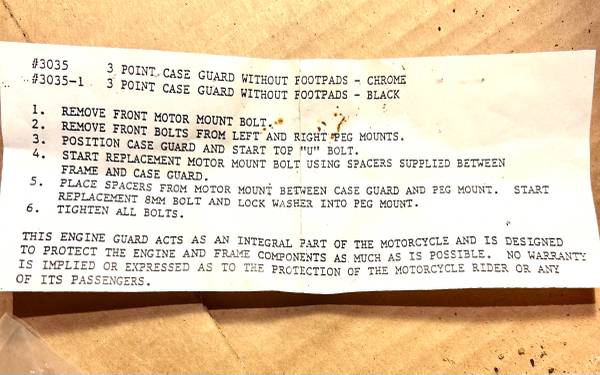 #3035 3 POINT CASE GUARD WITHOUT FOOTPADS - CHROME
#3035-1 3 POINT CASE GUARD WITHOUT FOOTPADS - BLACK
1. REMOVE FRONT MOTOR MOUNT BOLT.
2. REMOVE FRONT BOLTS FROM LEFT AND RIGHT PEG MOUNTS.
3. POSITION CASE GUARD AND START TOP "U" BOLT.
4. START REPLACEMENT MOTOR MOUNT BOLT USING SPACERS SUPPLIED BETWEEN
FRAME AND CASE GUARD.
5. PLACE SPACERS FROM MOTOR MOUNT BETWEEN CASE GUARD AND PEG MOUNT. START
REPLACEMENT 8MM BOLT AND LOCK WASHER INTO PEG MOUNT.
6. TIGHTEN ALL BOLTS.
THIS ENGINE GUARD ACTS AS AN INTEGRAL PART OF THE MOTORCYCLE AND IS DESIGNED
TO PROTECT THE ENGINE AND FRAME COMPONENTS AS MUCH AS IS POSSIBLE. NO WARRANTY
IS IMPLIED OR EXPRESSED AS TO THE PROTECTION OF THE MOTORCYCLE RIDER OR ANY
OF ITS PASSENGERS.